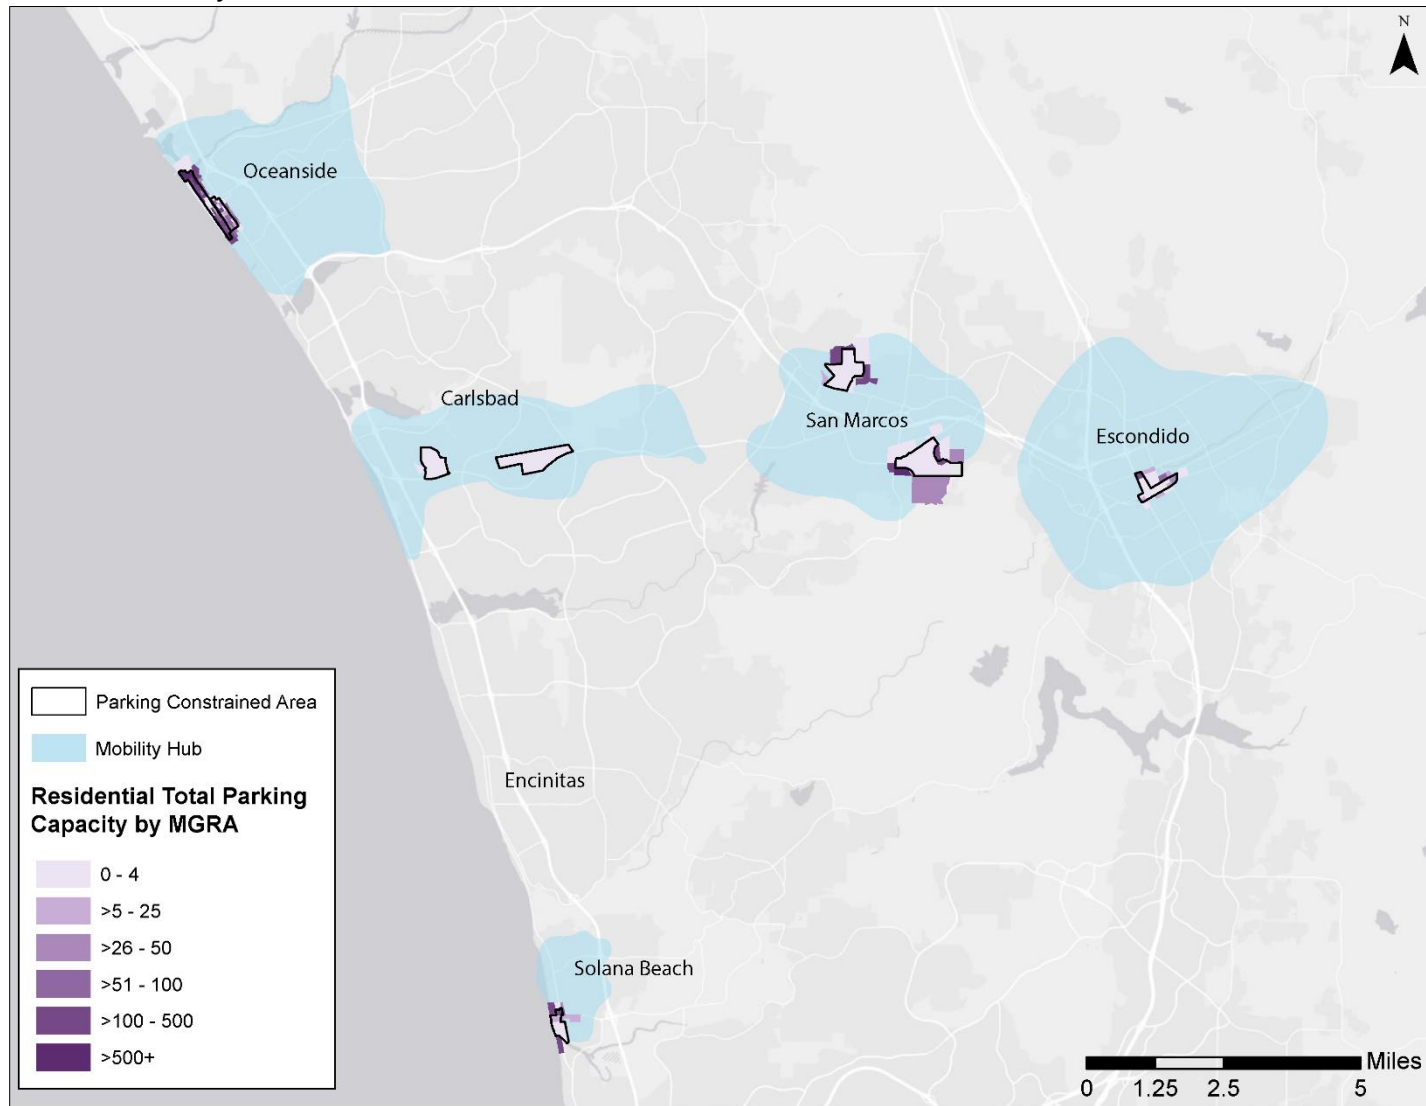 N
Oceanside
Carlsbad
San Marcos
Escondido
Encinitas
Solana Beach
Parking Constrained Area
Mobility Hub
Residential Total Parking
Capacity by MGRA
0 - 4
>5 - 25
>26 - 50
>51 - 100
>100 - 500
>500+
Miles
0 1.25 2.5 5